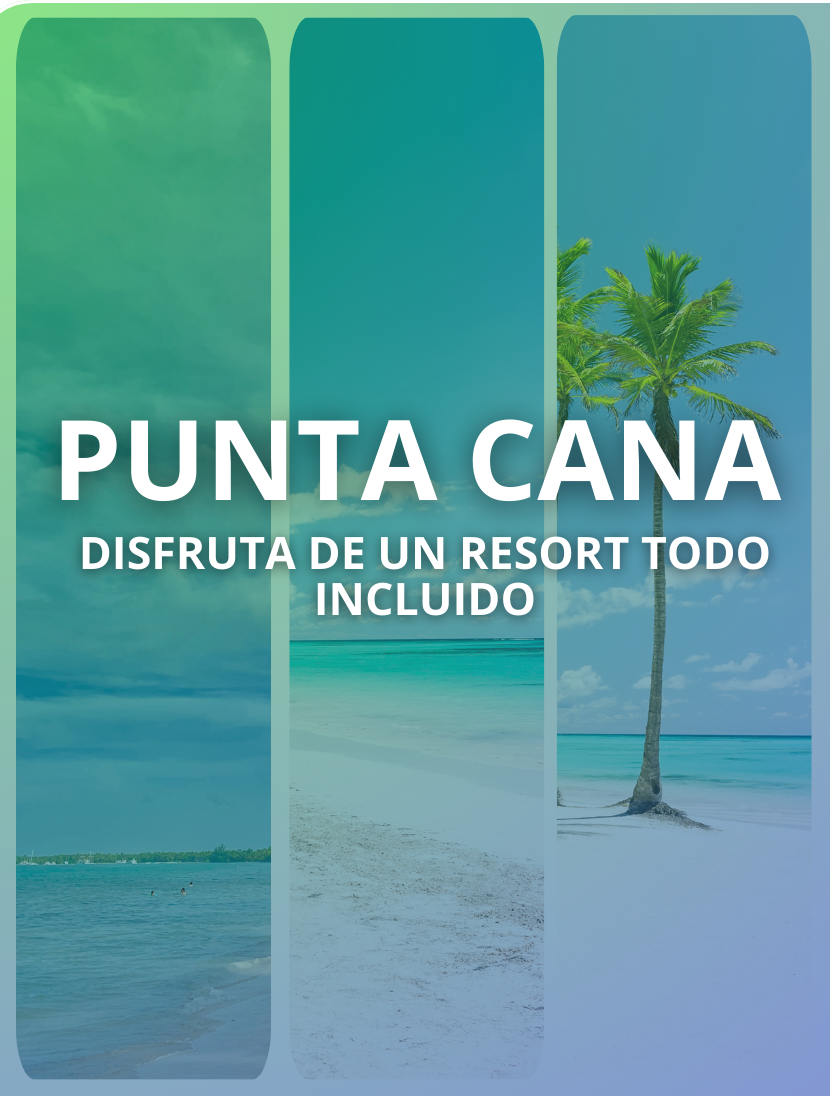 PUNTA CANA
DISFRUTA DE UN RESORT TODO
INCLUIDO